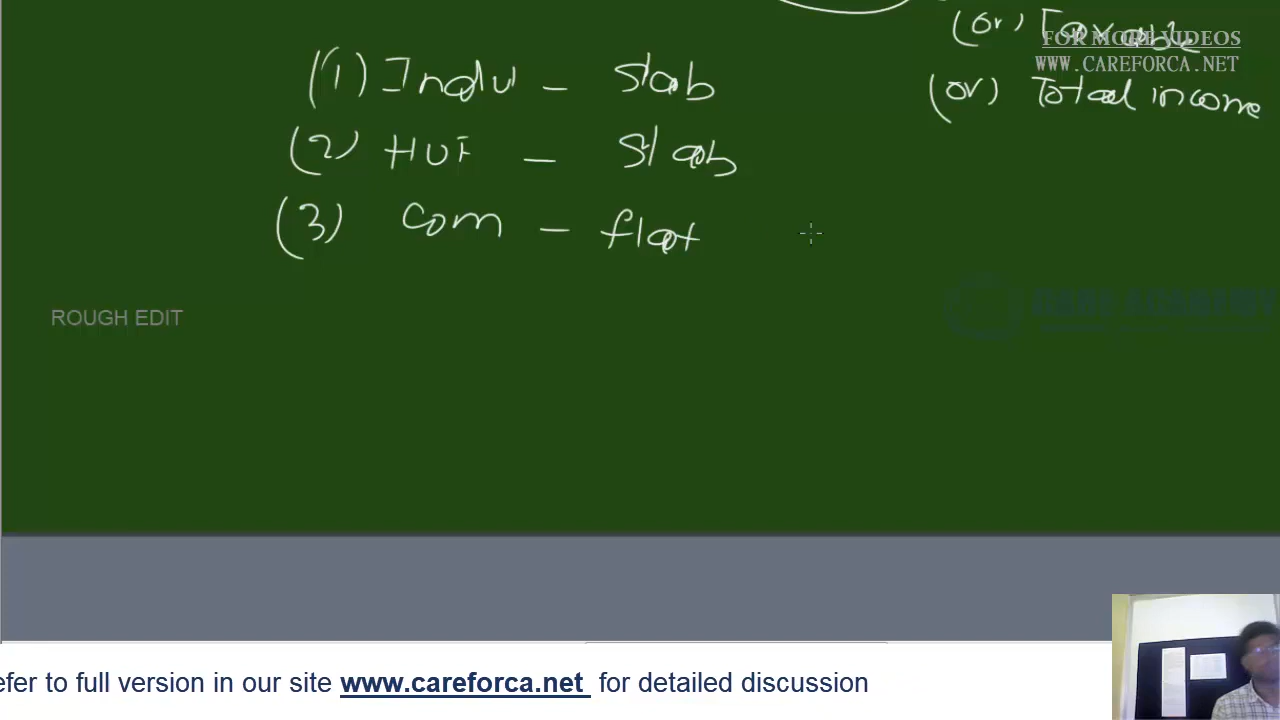 (or) Taxable
FOR MORE VIDEOS
WWW.CAREFORCA.NET
(or) Total income
(1) Indul – slab
(2) HUF – slab
(3) Com – flat
ROUGH EDIT
efer to full version in our site www.careforca.net for detailed discussion